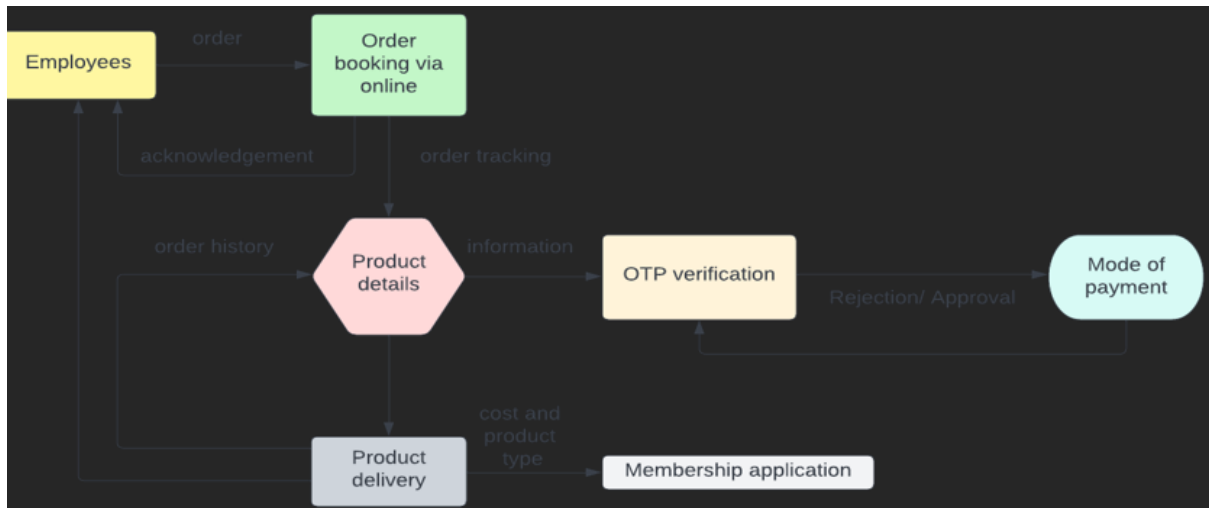 order
Employees
Order
booking via
online
acknowledgement
order tracking
order history
information
Product
details
OTP verification
Mode of
payment
Rejection/ Approval
cost and
product
type
Product
delivery
Membership application